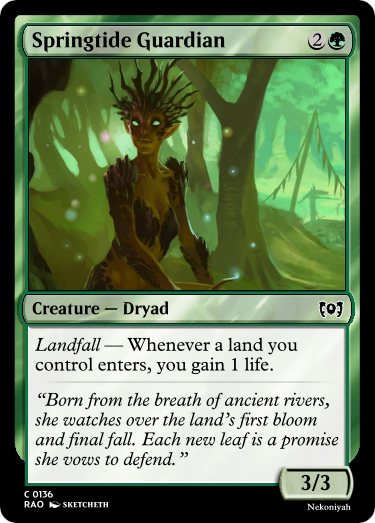 Springtide Guardian 2
Creature — Dryad
Landfall — Whenever a land you
control enters, you gain 1 life.
“Born from the breath of ancient rivers,
she watches over the land’s first bloom
and final fall. Each new leaf is a promise
she vows to defend.”
3/3
C 0136
RAO SKETCHETH
Nekoniyah